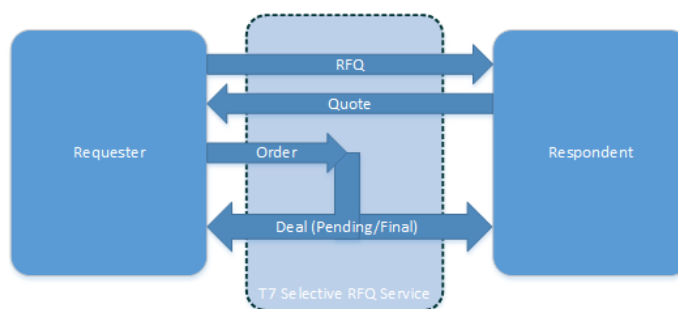 RFQ
Quote
Requester
Order
Respondent
Deal (Pending/Final)
T7 Selective RFQ Service